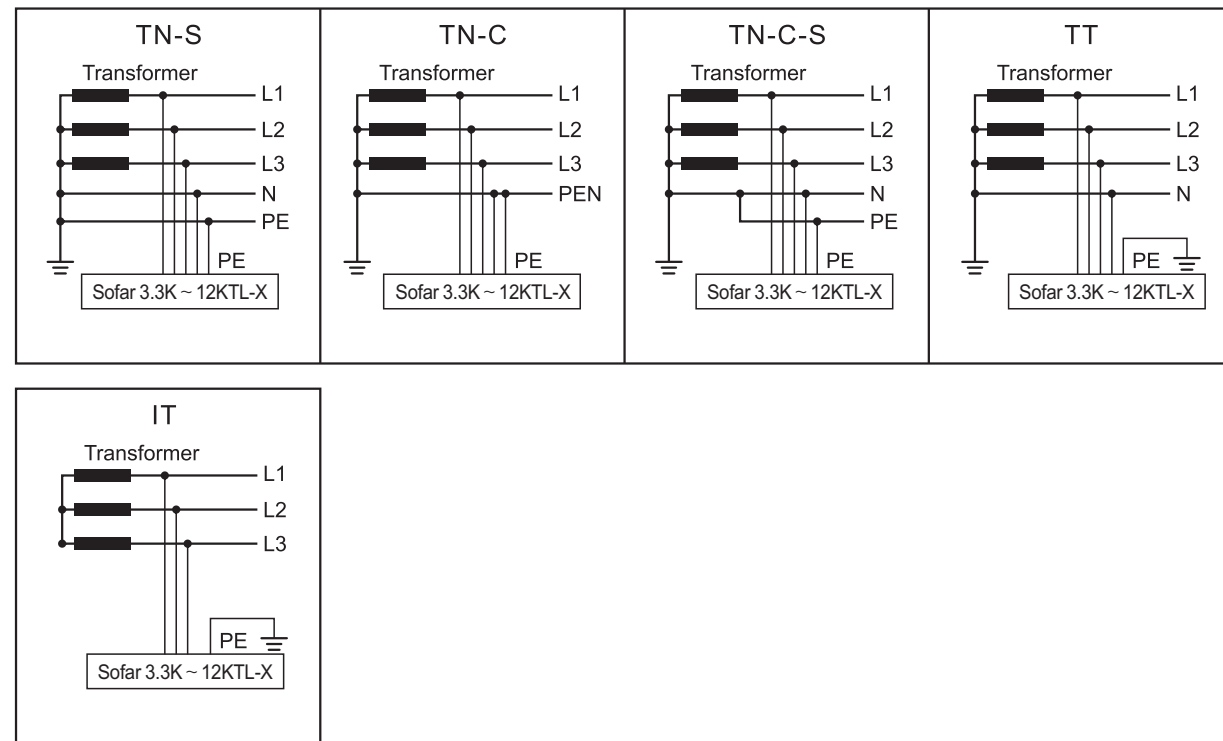 TN-S
Transformer
L1
L2
L3
N
PE
PE
Sofar 3.3K ~ 12KTL-X
TN-C
Transformer
L1
L2
L3
PEN
PE
Sofar 3.3K ~ 12KTL-X
TN-C-S
Transformer
L1
L2
L3
N
PE
PE
Sofar 3.3K ~ 12KTL-X
TT
Transformer
L1
L2
L3
N
PE
Sofar 3.3K ~ 12KTL-X
IT
Transformer
L1
L2
L3
PE
Sofar 3.3K ~ 12KTL-X